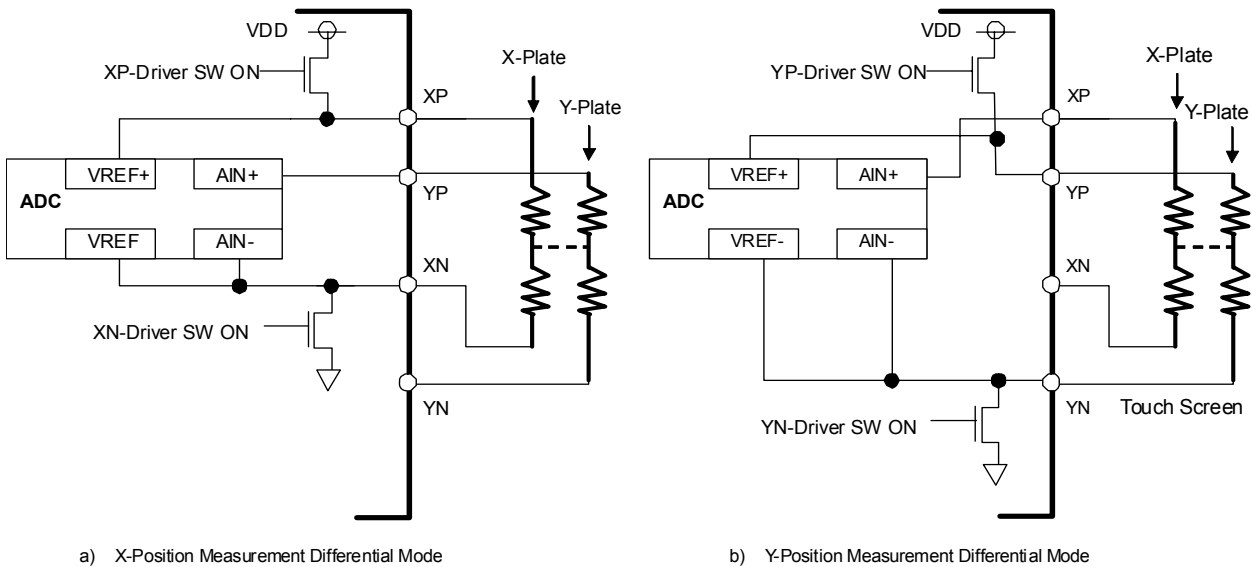 VDD
XP-Driver SW ON
X-Plate
XP
Y-Plate
VREF+
AIN+
YP
ADC
VREF
AIN-
XN
XN-Driver SW ON
YN
a) X-Position Measurement Differential Mode
VDD
YP-Driver SW ON
X-Plate
XP
Y-Plate
VREF+
AIN+
YP
ADC
VREF-
AIN-
XN
YN
Touch Screen
YN-Driver SW ON
b) Y-Position Measurement Differential Mode